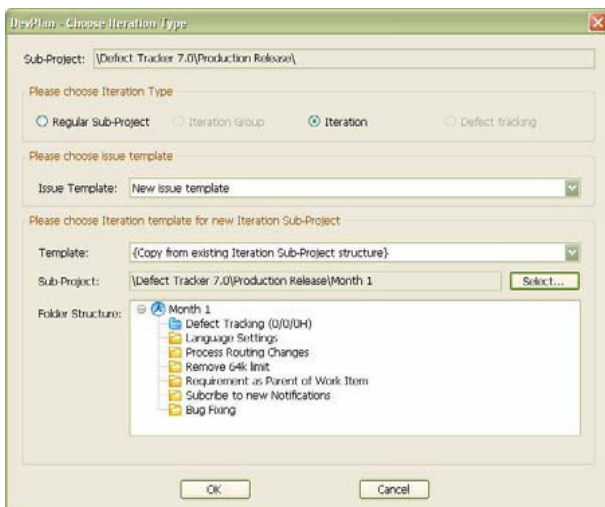 DevPlan - Choose Iteration Type
Sub-Project: \Defect Tracker 7.0\Production Release\
Please choose Iteration Type
Regular Sub-Project Iteration Group Iteration Defect tracking
Please choose issue template
Issue Template: New issue template
Please choose Iteration template for new Iteration Sub-Project
Template: {Copy from existing Iteration Sub-Project structure}
Sub-Project: \Defect Tracker 7.0\Production Release\Month 1 Select...
Folder Structure: Month 1
Defect Tracking (0/0/0H)
Language Settings
Process Routing Changes
Remove 64k limit
Requirement as Parent of Work Item
Subcribe to new Notifications
Bug Fixing
OK Cancel